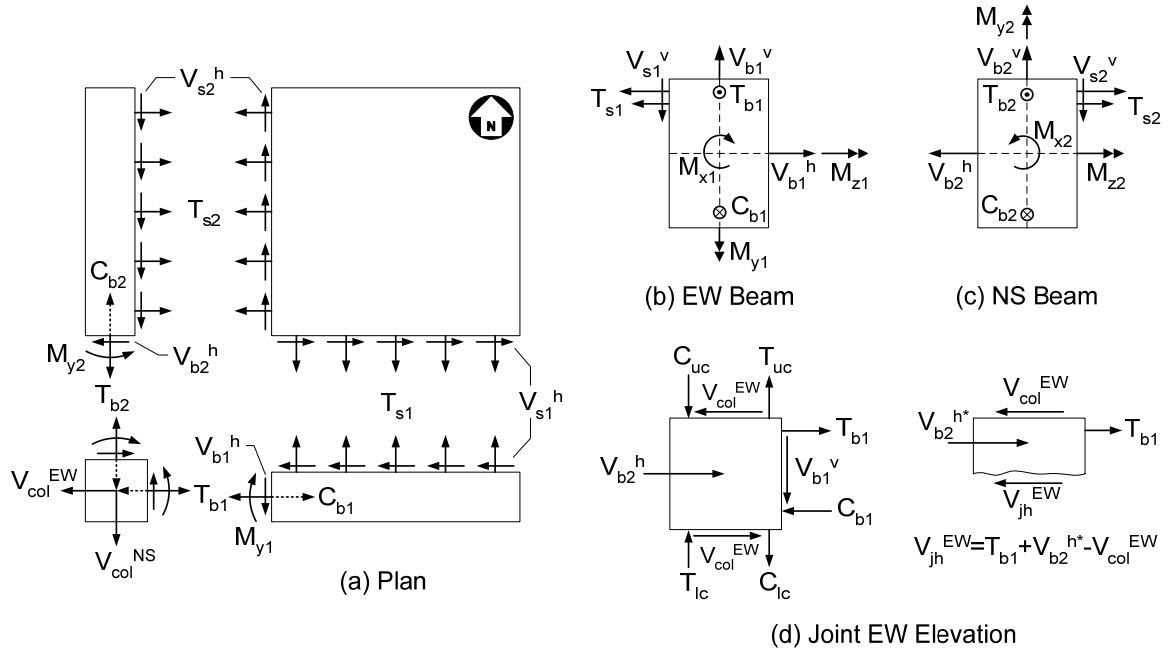 V_s2^h
N
T_s2
C_b2
M_y2
V_b2^h
T_b2
T_s1
V_s1^h
V_b1^h
V_col^EW
T_b1
C_b1
M_y1
V_col^NS
(a) Plan
V_s1^v
V_b1^v
T_s1
T_b1
M_x1
V_b1^h
M_z1
C_b1
M_y1
(b) EW Beam
M_y2
V_b2^v
V_s2^v
T_b2
T_s2
M_x2
V_b2^h
M_z2
C_b2
(c) NS Beam
C_uc
T_uc
V_col^EW
T_b1
V_b2^h
V_b1^v
C_b1
V_col^EW
T_lc
C_lc
V_col^EW
V_b2^h*
T_b1
V_jh^EW
V_jh^EW=T_b1+V_b2^h*-V_col^EW
(d) Joint EW Elevation